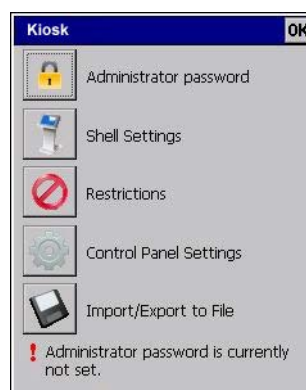 Kiosk OK
Administrator password
Shell Settings
Restrictions
Control Panel Settings
Import/Export to File
! Administrator password is currently
not set.